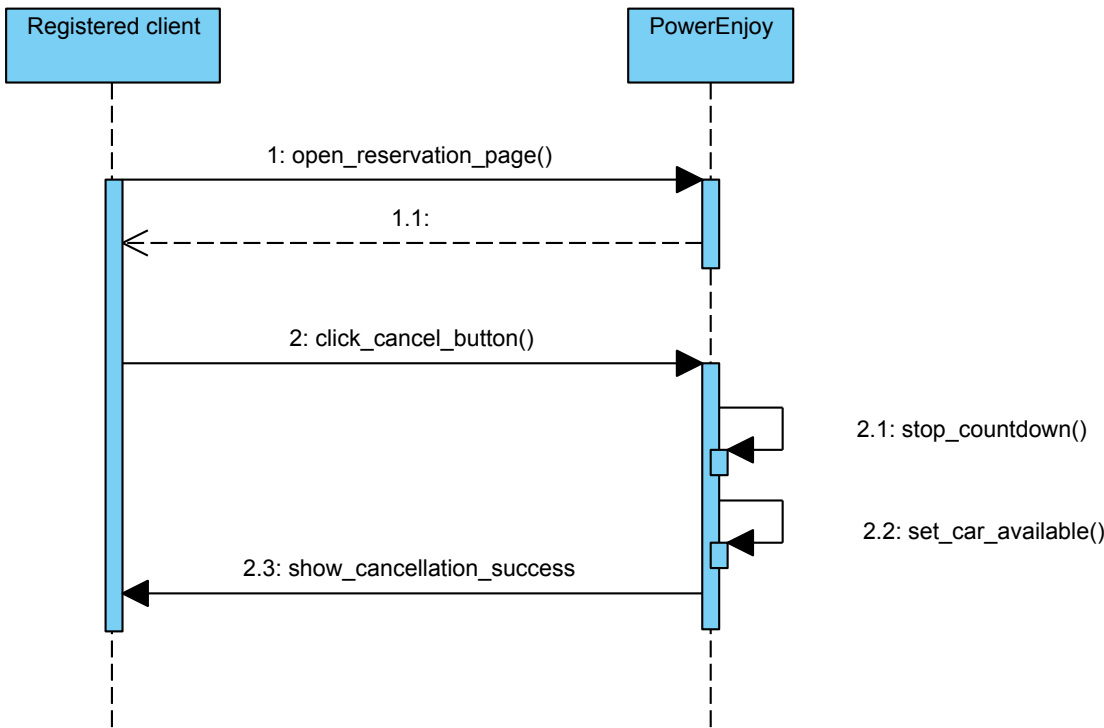 Registered client
PowerEnjoy
1: open_reservation_page()
1.1:
2: click_cancel_button()
2.1: stop_countdown()
2.2: set_car_available()
2.3: show_cancellation_success